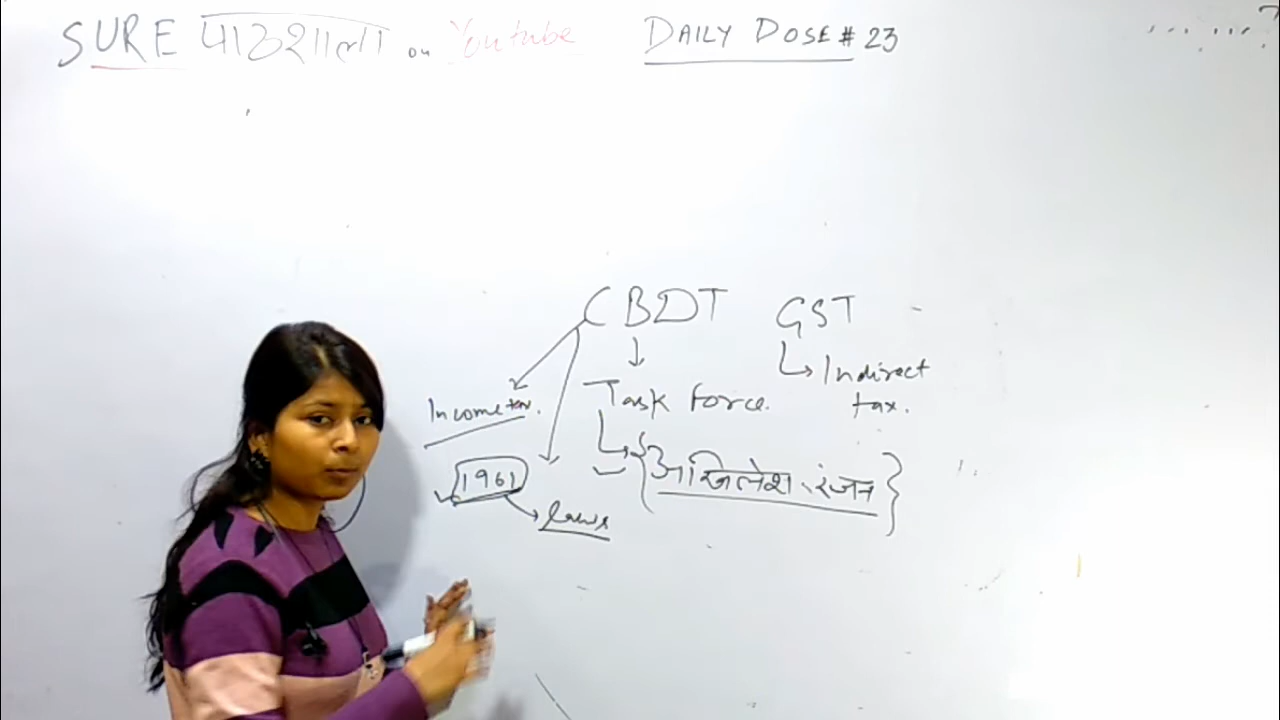 SURE पाठशाला on Youtube DAILY DOSE # 23
CBDT GST
Income tax. Task force. Indirect tax.
1961 {अखिलेश रंजन}
laws